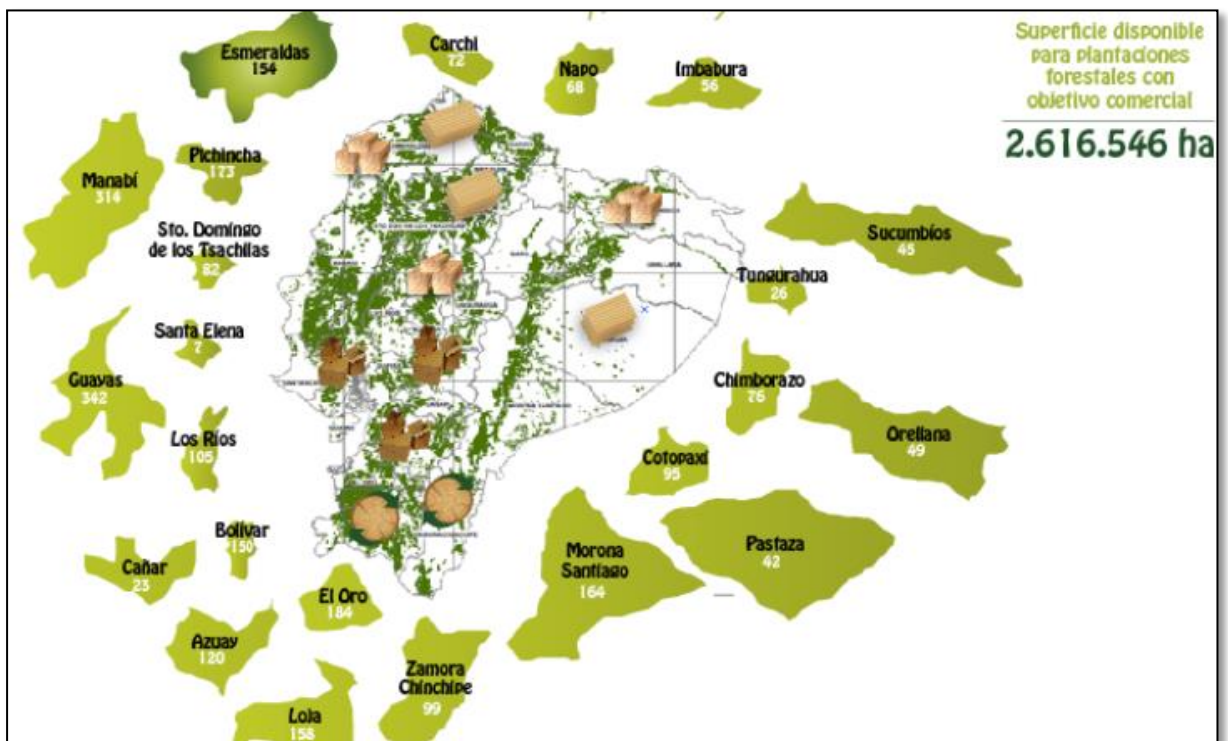 Superficie disponible
para plantaciones
forestales con
objetivo comercial
2.616.546 ha
Esmeraldas
154
Carchi
72
Napo
68
Imbabura
56
Manabí
314
Pichincha
173
Sto. Domingo
de los Tsachilas
82
Sucumbíos
45
Tungurahua
26
Santa Elena
7
Guayas
342
Los Ríos
105
Chimborazo
76
Orellana
49
Cotopaxi
95
Bolívar
150
Cañar
23
El Oro
184
Morona
Santiago
164
Pastaza
42
Azuay
120
Zamora
Chinchipe
99
Loja
158